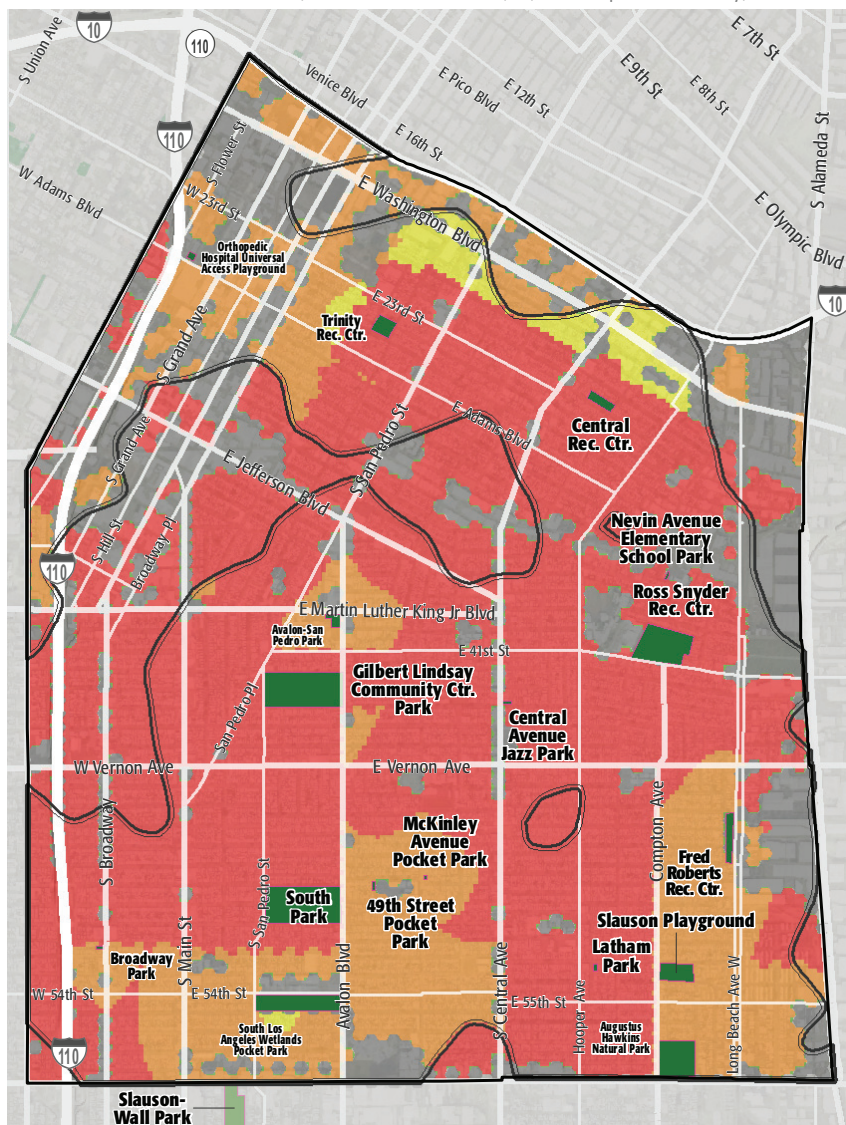 10
110
S Union Ave
Venice Blvd
E Pico Blvd
E 12th St
E 9th St
E 7th St
E 8th St
S Alameda St
110
S Flower St
E 16th St
W Adams Blvd
W 23rd St
E Washington Blvd
E Olympic Blvd
Orthopedic
Hospital Universal
Access Playground
10
S Grand Ave
Trinity
Rec. Ctr.
E 23rd St
E Adams Blvd
Central
Rec. Ctr.
S San Pedro St
S Grand Ave
E Jefferson Blvd
S Hill St
Broadway Pl
Nevin Avenue
Elementary
School Park
110
Ross Snyder
Rec. Ctr.
E Martin Luther King Jr Blvd
Avalon-San
Pedro Park
E 41st St
Gilbert Lindsay
Community Ctr.
Park
San Pedro Pl
Central
Avenue
Jazz Park
W Vernon Ave
E Vernon Ave
S Broadway
Compton Ave
McKinley
Avenue
Pocket Park
Fred
Roberts
Rec. Ctr.
South
Park
49th Street
Pocket
Park
S San Pedro St
Slauson Playground
S Main St
Broadway
Park
Latham
Park
Avalon Blvd
S Central Ave
Hooper Ave
Long Beach Ave W
W 54th St
E 54th St
E 55th St
South Los
Angeles Wetlands
Pocket Park
Augustus
Hawkins
Natural Park
110
Slauson-
Wall Park